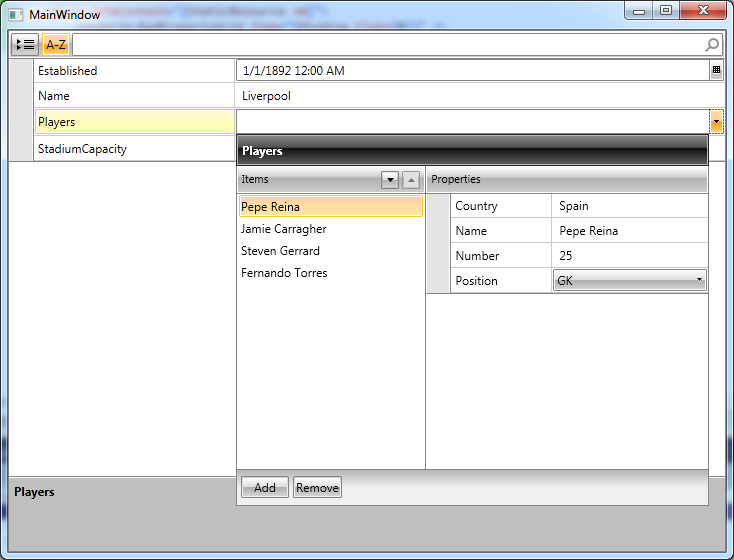 MainWindow
A-Z
Established 1/1/1892 12:00 AM
Name Liverpool
Players
StadiumCapacity
Players
Items Properties
Pepe Reina Country Spain
Jamie Carragher Name Pepe Reina
Steven Gerrard Number 25
Fernando Torres Position GK
Add Remove
Players